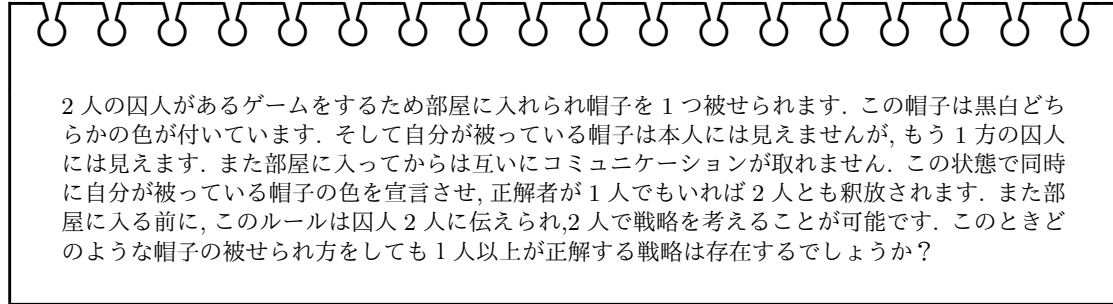 2 人の囚人があるゲームをするため部屋に入れられ帽子を 1 つ被せられます. この帽子は黒白どち
らかの色が付いています. そして自分が被っている帽子は本人には見えませんが, もう 1 方の囚人
には見えます. また部屋に入ってからは互いにコミュニケーションが取れません. この状態で同時
に自分が被っている帽子の色を宣言させ, 正解者が 1 人でもいれば 2 人とも釈放されます. また部
屋に入る前に, このルールは囚人 2 人に伝えられ,2 人で戦略を考えることが可能です. このときど
のような帽子の被せられ方をしても 1 人以上が正解する戦略は存在するでしょうか？